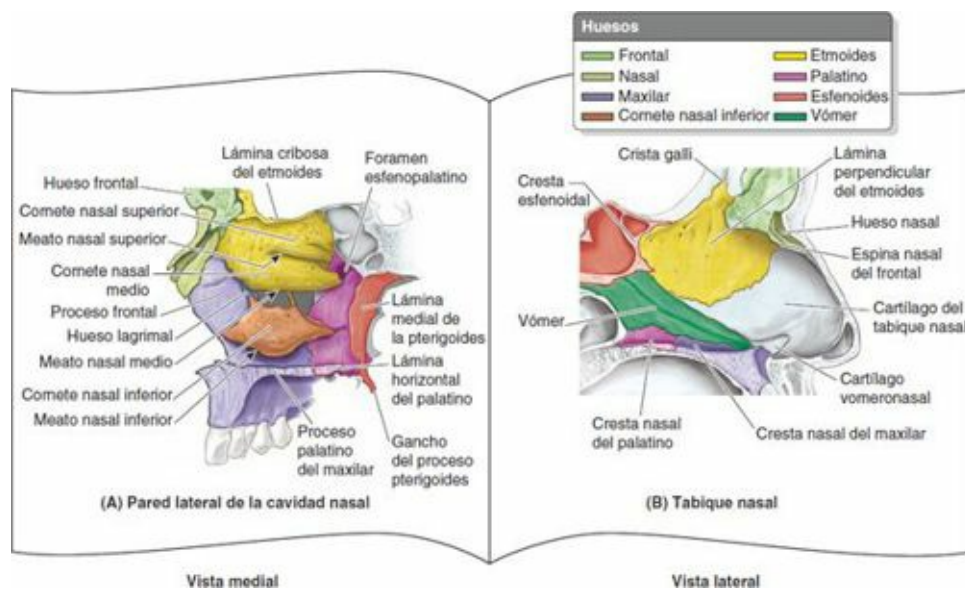 Huesos
Frontal
Nasal
Maxilar
Cornete nasal inferior
Etmoides
Palatino
Esfenoides
Vómer
Lámina cribosa
del etmoides
Foramen
esfenopalatino
Hueso frontal
Cornete nasal superior
Meato nasal superior
Cornete nasal
medio
Proceso frontal
Hueso lagrimal
Meato nasal medio
Cornete nasal inferior
Meato nasal inferior
Lámina
medial de
la pterigoides
Lámina
horizontal
del palatino
Proceso
palatino
del maxilar
Gancho
del proceso
pterigoides
(A) Pared lateral de la cavidad nasal
Vista medial
Crista galli
Lámina
perpendicular
del etmoides
Cresta
esfenoidal
Hueso nasal
Espina nasal
del frontal
Vómer
Cartílago del
tabique nasal
Cartílago
vomeronasal
Cresta nasal
del palatino
Cresta nasal del maxilar
(B) Tabique nasal
Vista lateral